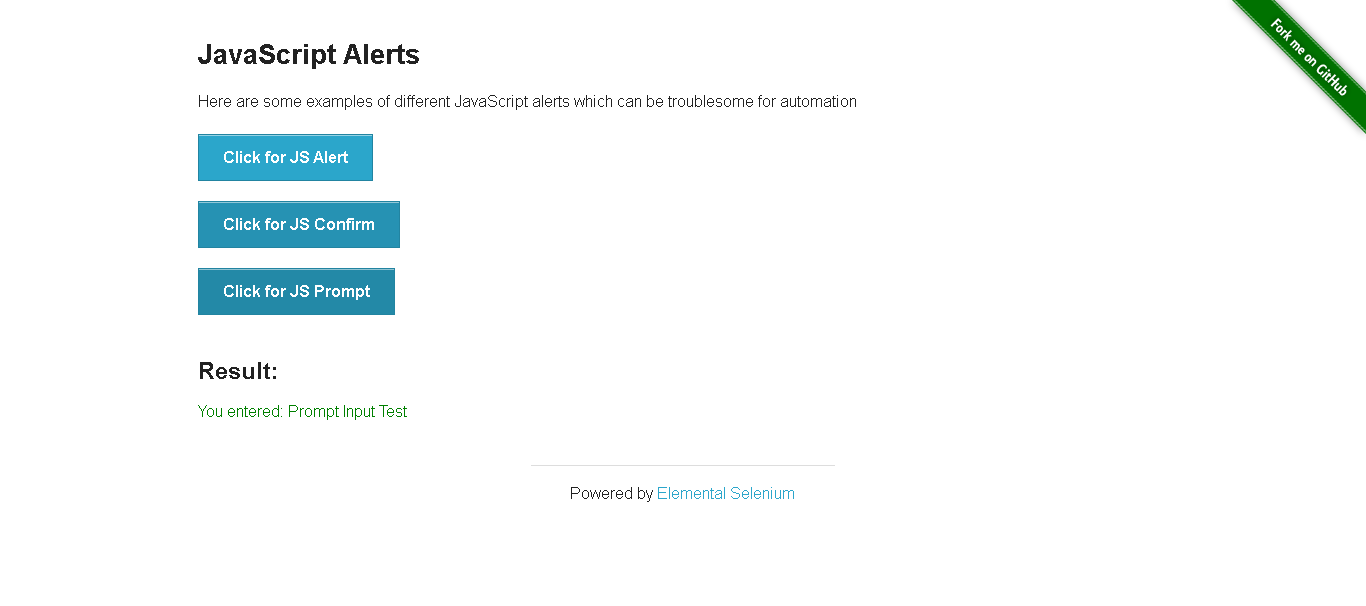 Fork me on GitHub
JavaScript Alerts
Here are some examples of different JavaScript alerts which can be troublesome for automation
Click for JS Alert
Click for JS Confirm
Click for JS Prompt
Result:
You entered: Prompt Input Test
Powered by Elemental Selenium